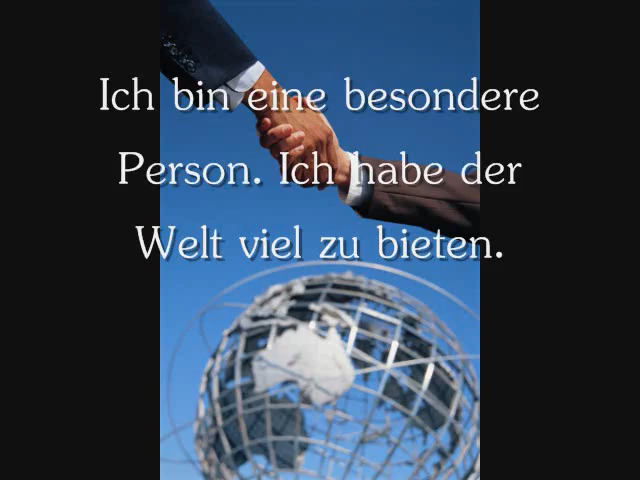 Ich bin eine besondere
Person. Ich habe der
Welt viel zu bieten.